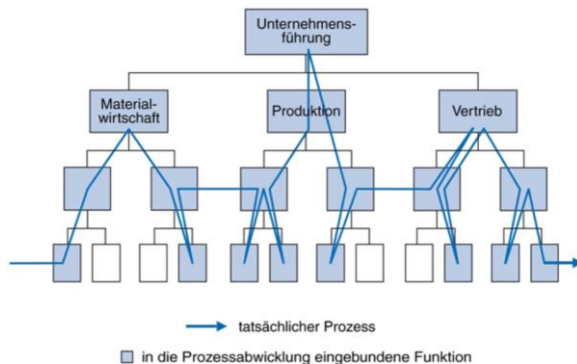 Unternehmens-
führung
Material-
wirtschaft
Produktion
Vertrieb
tatsächlicher Prozess
in die Prozessabwicklung eingebundene Funktion